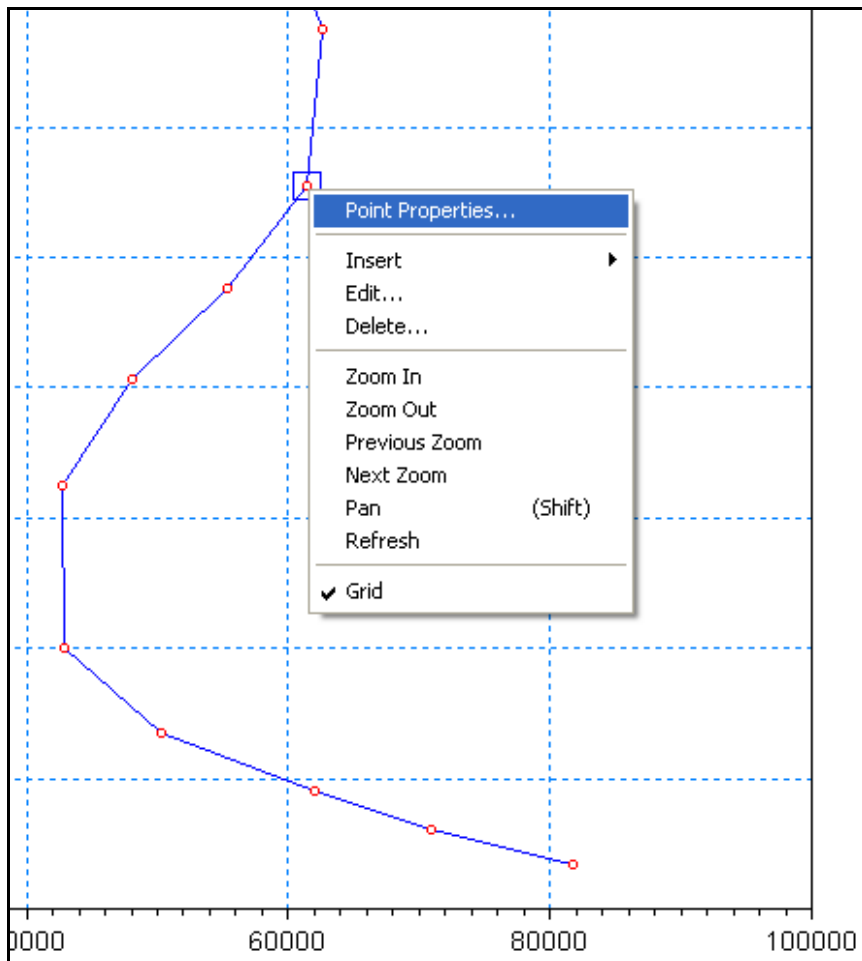 Point Properties...
Insert
Edit...
Delete...
Zoom In
Zoom Out
Previous Zoom
Next Zoom
Pan (Shift)
Refresh
Grid
0000 60000 80000 100000